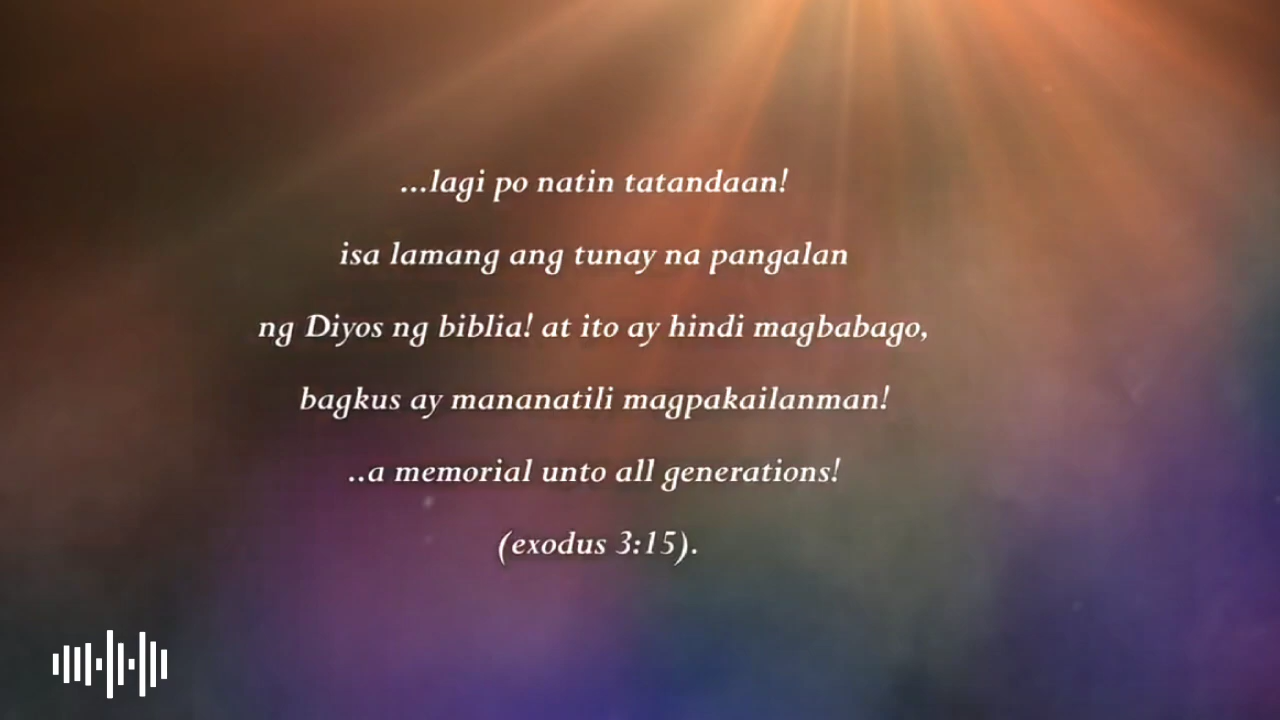 ...lagi po natin tatandaan!
isa lamang ang tunay na pangalan
ng Diyos ng biblia! at ito ay hindi magbabago,
bagkus ay mananatili magpakailanman!
..a memorial unto all generations!
(exodus 3:15).